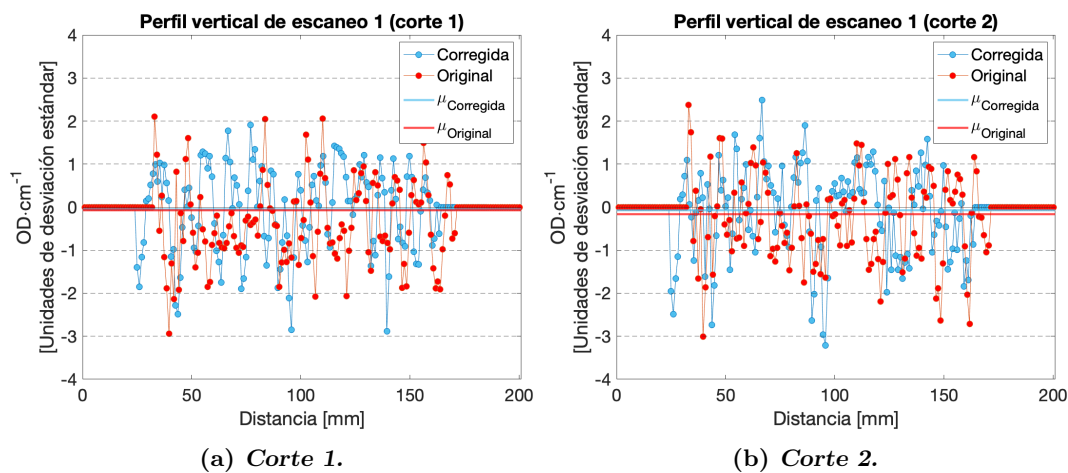 Perfil vertical de escaneo 1 (corte 1)
4
3
2
1
0
-1
-2
-3
-4
OD·cm⁻¹
[Unidades de desviación estándar]
Corregida
Original
μCorregida
μOriginal
0
50
100
150
200
Distancia [mm]
(a) Corte 1.
Perfil vertical de escaneo 1 (corte 2)
4
3
2
1
0
-1
-2
-3
-4
OD·cm⁻¹
[Unidades de desviación estándar]
Corregida
Original
μCorregida
μOriginal
0
50
100
150
200
Distancia [mm]
(b) Corte 2.